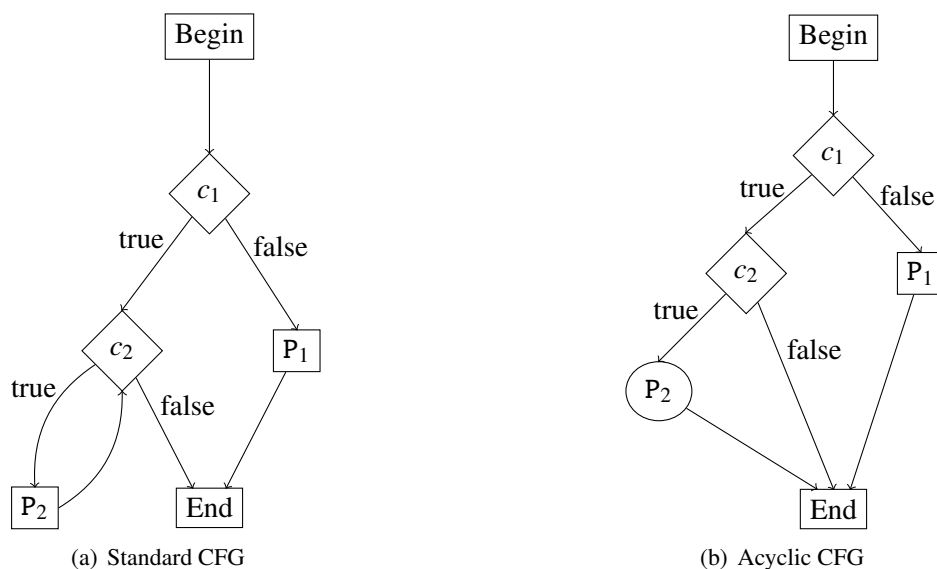 Begin
c1
true
false
c2
P1
true
false
P2
End
(a) Standard CFG
Begin
c1
true
false
c2
P1
true
false
P2
End
(b) Acyclic CFG